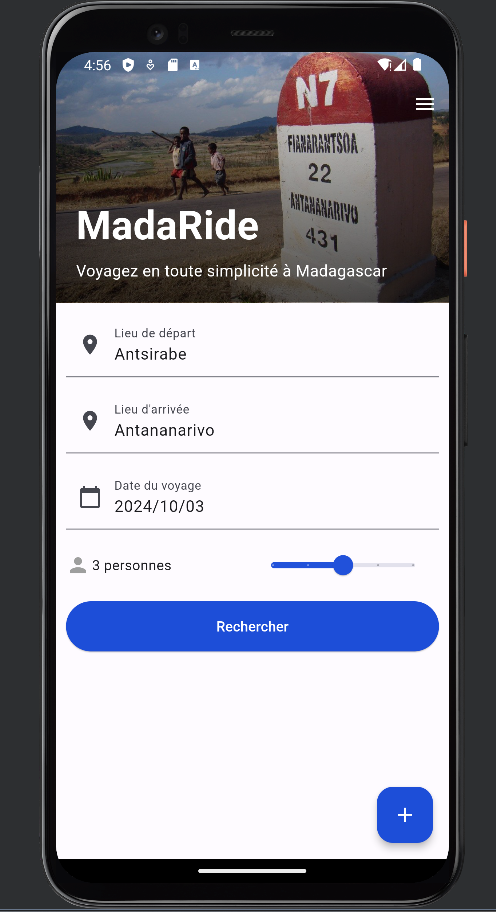 4:56
N7
FIANARANTSOA
22
ANTANANARIVO
431
MadaRide
Voyagez en toute simplicité à Madagascar
Lieu de départ
Antsirabe
Lieu d'arrivée
Antananarivo
Date du voyage
2024/10/03
3 personnes
Rechercher